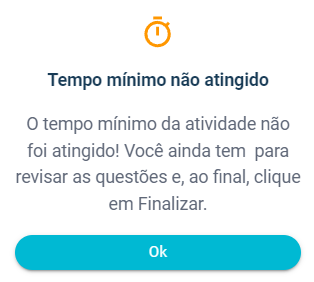 Tempo mínimo não atingido
O tempo mínimo da atividade não
foi atingido! Você ainda tem  para
revisar as questões e, ao final, clique
em Finalizar.
Ok